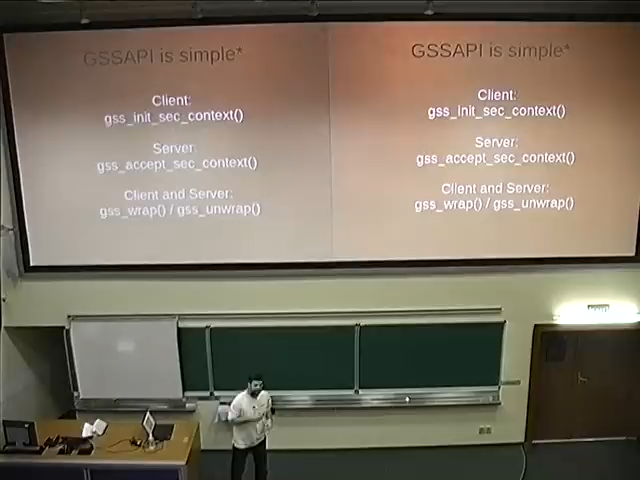 GSSAPI is simple*
Client:
gss_init_sec_context()
Server:
gss_accept_sec_context()
Client and Server:
gss_wrap() / gss_unwrap()
GSSAPI is simple*
Client:
gss_init_sec_context()
Server:
gss_accept_sec_context()
Client and Server:
gss_wrap() / gss_unwrap()